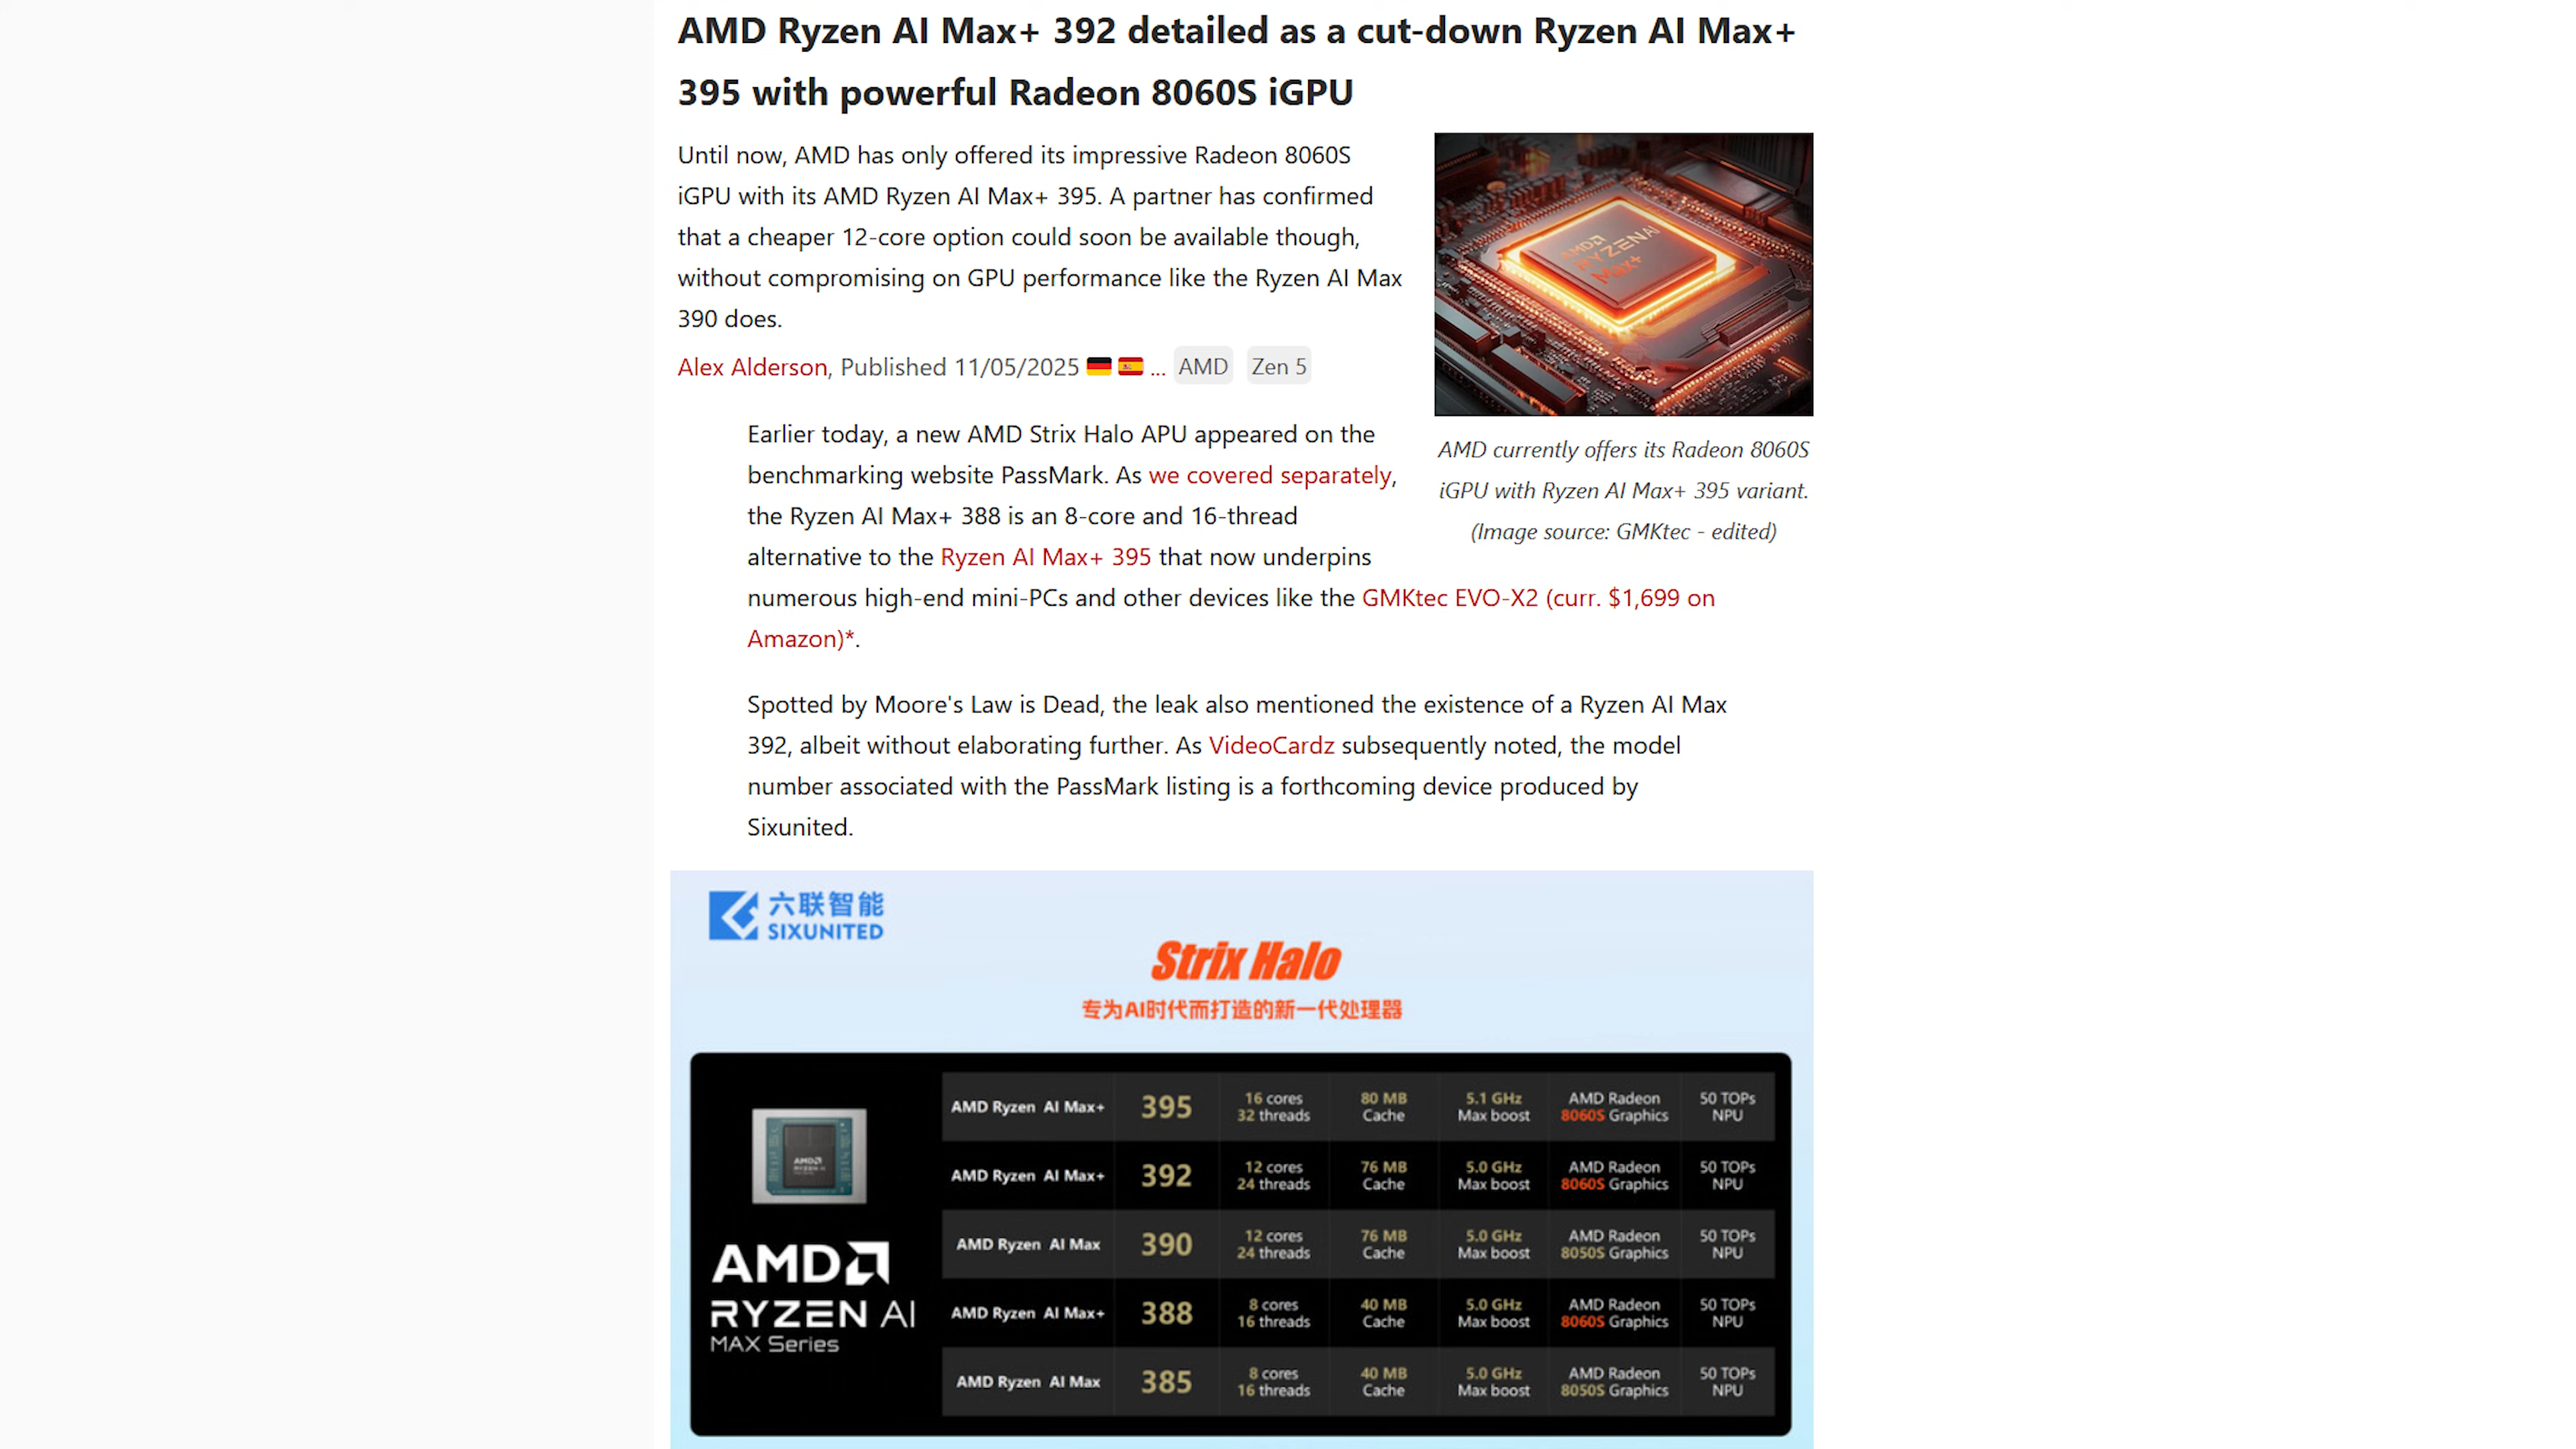 AMD Ryzen AI Max+ 392 detailed as a cut-down Ryzen AI Max+
395 with powerful Radeon 8060S iGPU
Until now, AMD has only offered its impressive Radeon 8060S
iGPU with its AMD Ryzen AI Max+ 395. A partner has confirmed
that a cheaper 12-core option could soon be available though,
without compromising on GPU performance like the Ryzen AI Max
390 does.
Alex Alderson, Published 11/05/2025 ... AMD Zen 5
AMD
RYZEN AI
Max+
AMD currently offers its Radeon 8060S
iGPU with Ryzen AI Max+ 395 variant.
(Image source: GMKtec - edited)
Earlier today, a new AMD Strix Halo APU appeared on the
benchmarking website PassMark. As we covered separately,
the Ryzen AI Max+ 388 is an 8-core and 16-thread
alternative to the Ryzen AI Max+ 395 that now underpins
numerous high-end mini-PCs and other devices like the GMKtec EVO-X2 (curr. $1,699 on
Amazon)*.
Spotted by Moore's Law is Dead, the leak also mentioned the existence of a Ryzen AI Max
392, albeit without elaborating further. As VideoCardz subsequently noted, the model
number associated with the PassMark listing is a forthcoming device produced by
Sixunited.
六联智能
SIXUNITED
Strix Halo
专为AI时代而打造的新一代处理器
AMD
RYZEN AI
MAX Series
AMD Ryzen AI Max+ 395 16 cores 32 threads 80 MB Cache 5.1 GHz Max boost AMD Radeon 8060S Graphics 50 TOPs NPU
AMD Ryzen AI Max+ 392 12 cores 24 threads 76 MB Cache 5.0 GHz Max boost AMD Radeon 8060S Graphics 50 TOPs NPU
AMD Ryzen AI Max 390 12 cores 24 threads 76 MB Cache 5.0 GHz Max boost AMD Radeon 8050S Graphics 50 TOPs NPU
AMD Ryzen AI Max+ 388 8 cores 16 threads 40 MB Cache 5.0 GHz Max boost AMD Radeon 8060S Graphics 50 TOPs NPU
AMD Ryzen AI Max 385 8 cores 16 threads 40 MB Cache 5.0 GHz Max boost AMD Radeon 8050S Graphics 50 TOPs NPU